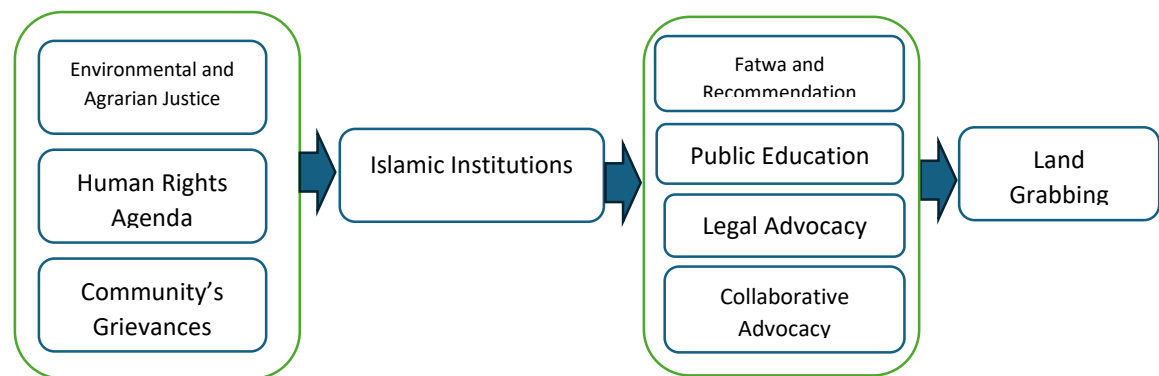 Environmental and
Agrarian Justice
Human Rights
Agenda
Community’s
Grievances
Islamic Institutions
Fatwa and
Recommendation
Public Education
Legal Advocacy
Collaborative
Advocacy
Land
Grabbing